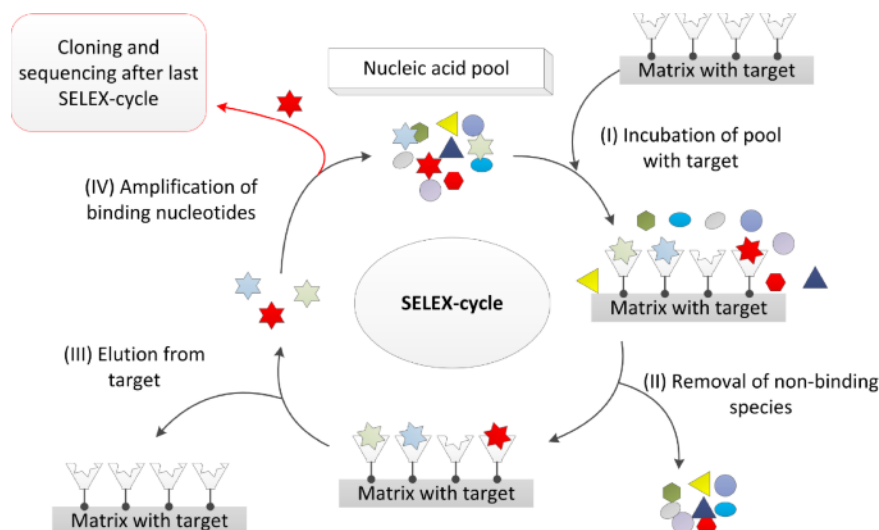 Cloning and
sequencing after last
SELEX-cycle
Nucleic acid pool
Matrix with target
(I) Incubation of pool
with target
(IV) Amplification of
binding nucleotides
Matrix with target
SELEX-cycle
(III) Elution from
target
(II) Removal of non-binding
species
Matrix with target
Matrix with target